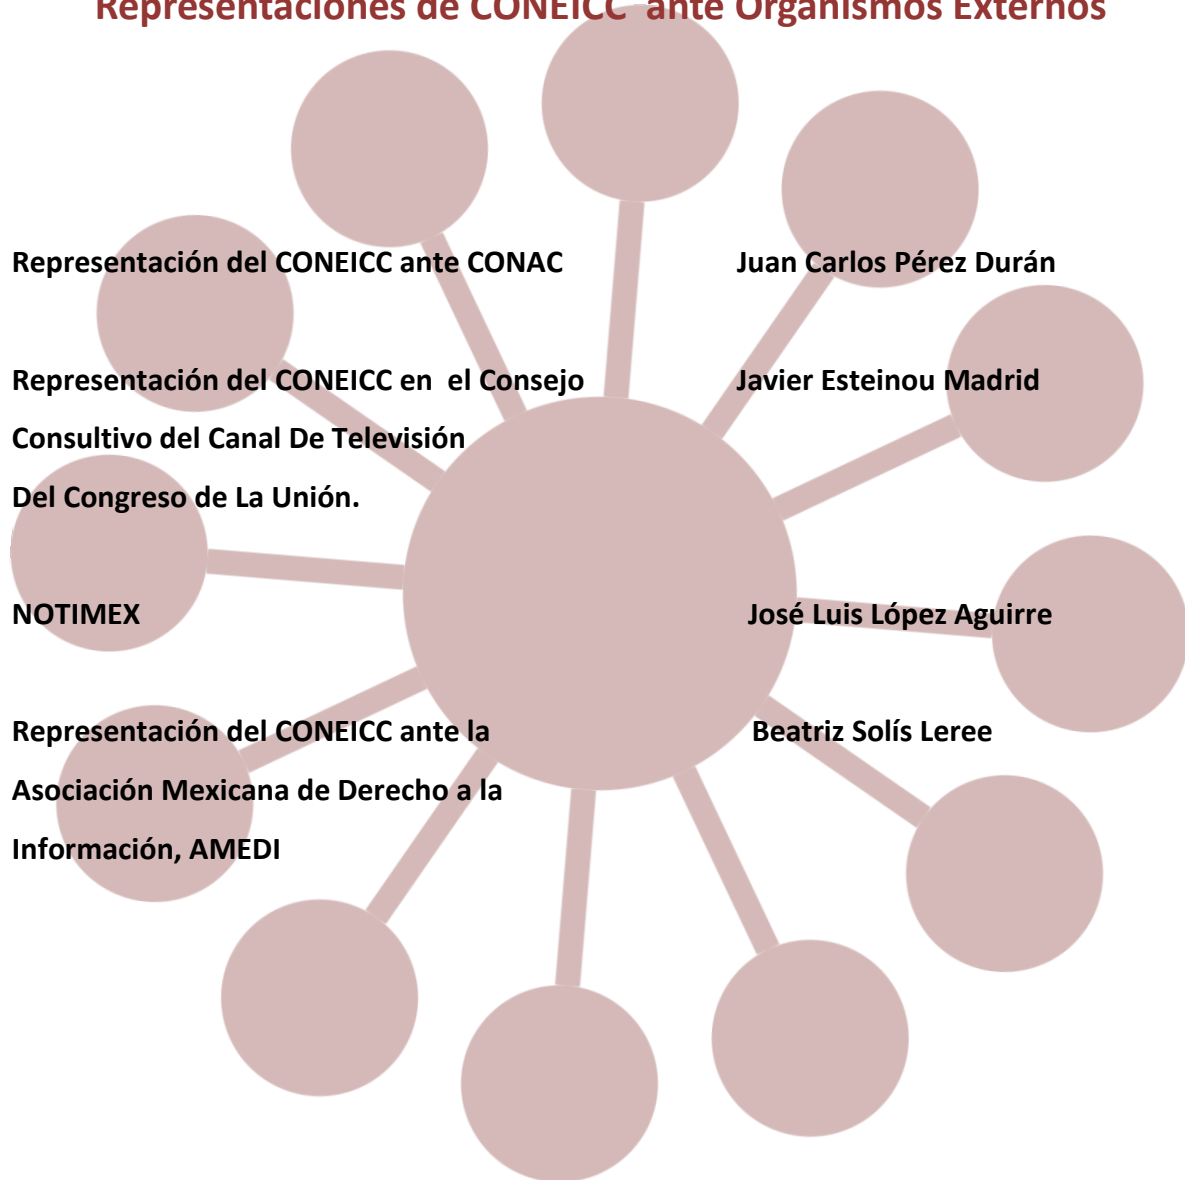 Representaciones de CONEICC ante Organismos Externos
Representación del CONEICC ante CONAC Juan Carlos Pérez Durán
Representación del CONEICC en el Consejo Javier Esteinou Madrid
Consultivo del Canal De Televisión
Del Congreso de La Unión.
NOTIMEX José Luis López Aguirre
Representación del CONEICC ante la Beatriz Solís Leree
Asociación Mexicana de Derecho a la
Información, AMEDI